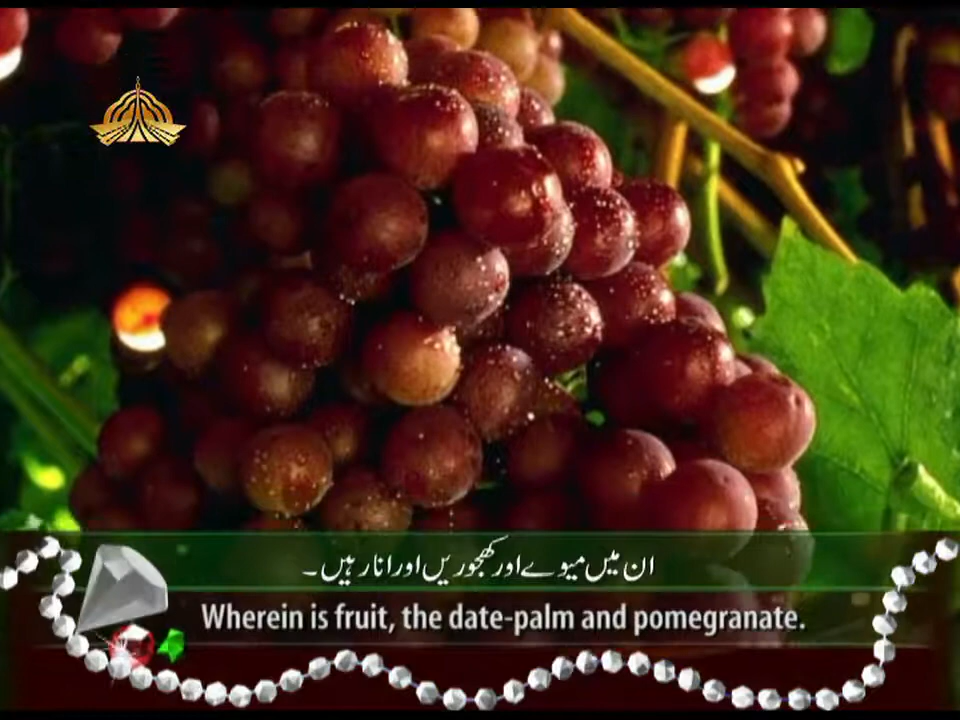 ان میں میوے اور کھجوریں اور انار ہیں۔
Wherein is fruit, the date-palm and pomegranate.